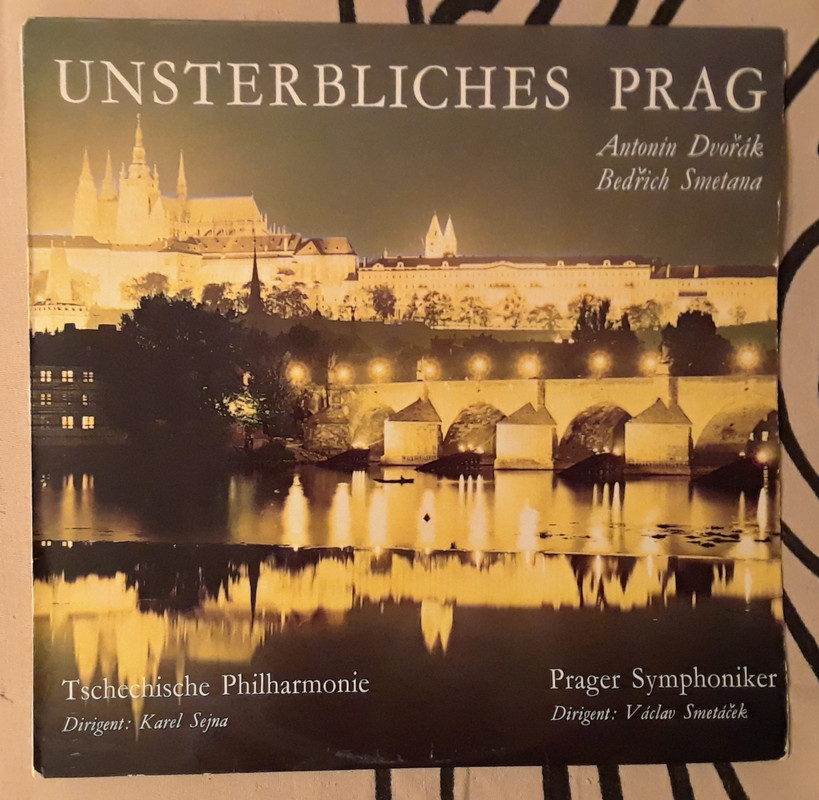 UNSTERBLICHES PRAG
Antonín Dvořák
Bedřich Smetana
Tschechische Philharmonie
Dirigent: Karel Sejna
Prager Symphoniker
Dirigent: Václav Smetáček